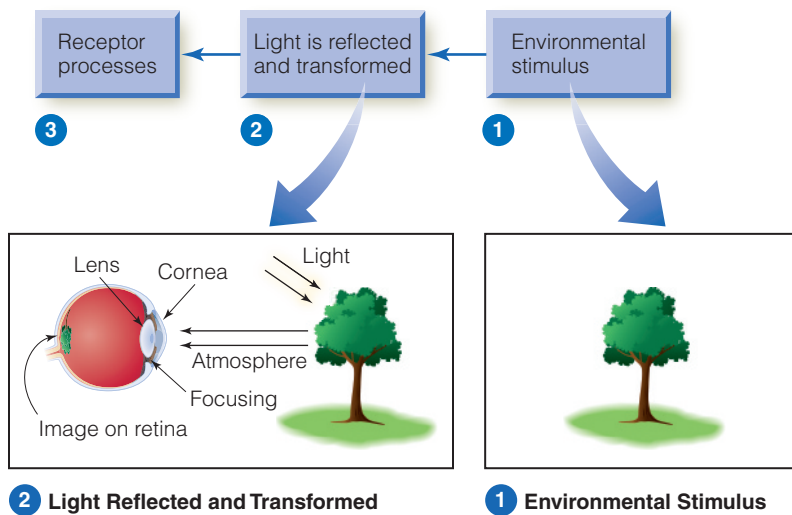 Receptor
processes
Light is reflected
and transformed
Environmental
stimulus
3
2
1
Light
Lens
Cornea
Atmosphere
Focusing
Image on retina
2 Light Reflected and Transformed
1 Environmental Stimulus